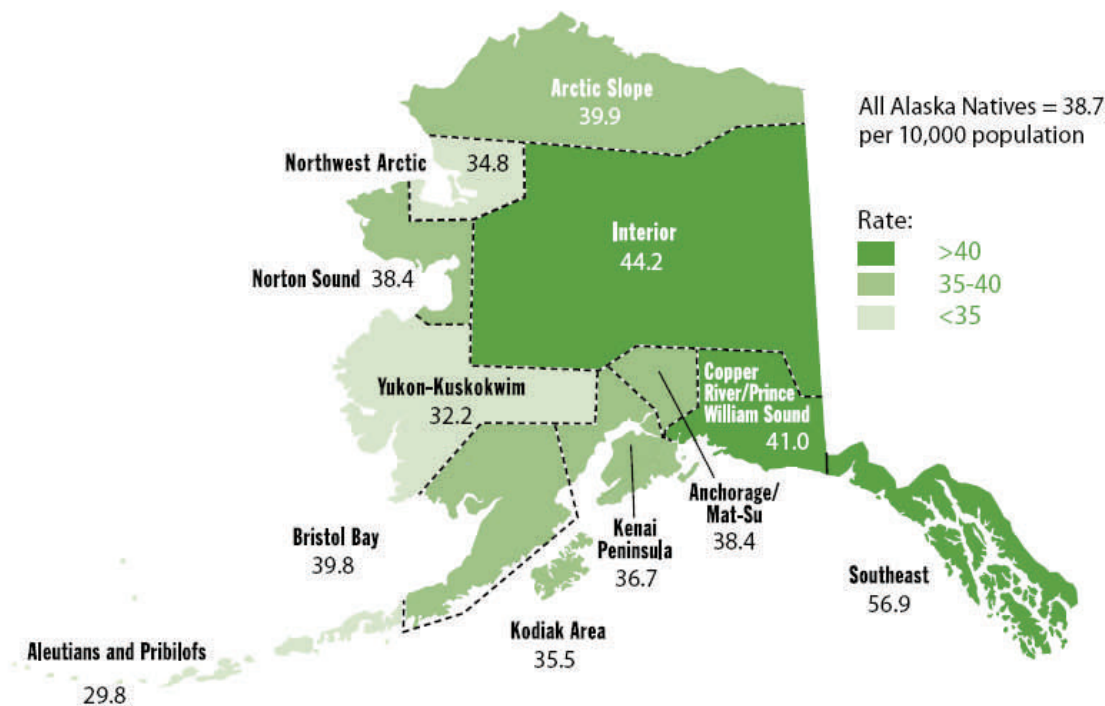 Arctic Slope
39.9
All Alaska Natives = 38.7
per 10,000 population
Northwest Arctic
34.8
Rate:
>40
35-40
<35
Interior
44.2
Norton Sound
38.4
Yukon-Kuskokwim
32.2
Copper
River/Prince
William Sound
41.0
Anchorage/
Mat-Su
38.4
Kenai
Peninsula
36.7
Bristol Bay
39.8
Southeast
56.9
Kodiak Area
35.5
Aleutians and Pribilofs
29.8